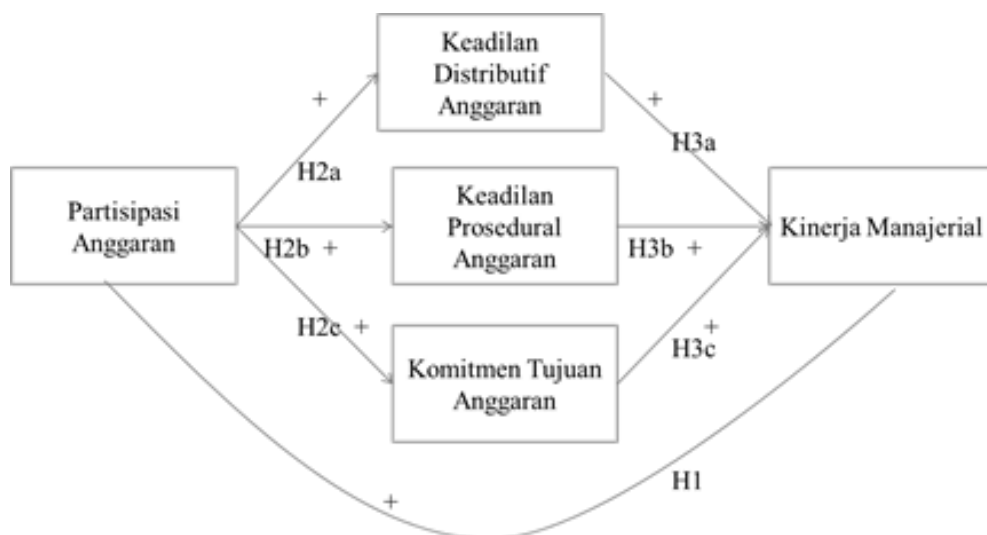 Keadilan
Distributif
Anggaran
+
+
H2a
H3a
Partisipasi
Anggaran
Keadilan
Prosedural
Anggaran
Kinerja Manajerial
H2b +
H3b +
H2c +
+
H3c
Komitmen Tujuan
Anggaran
H1
+